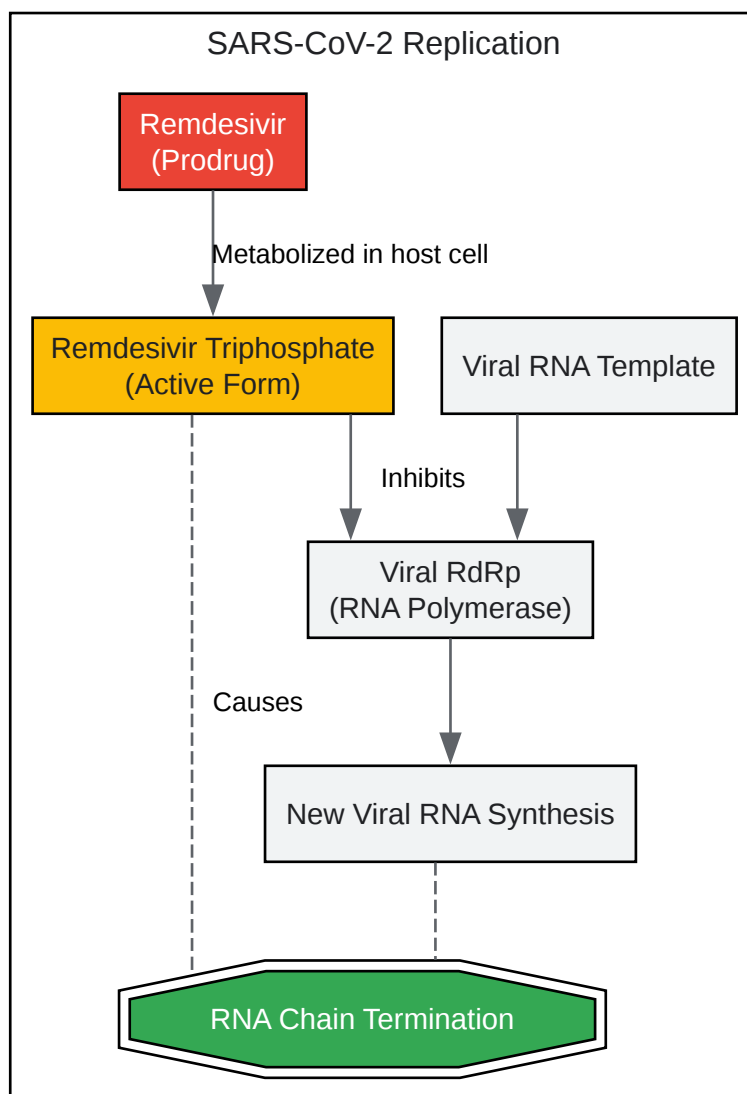 SARS-CoV-2 Replication
Remdesivir
(Prodrug)
Metabolized in host cell
Remdesivir Triphosphate
(Active Form)
Viral RNA Template
Inhibits
Viral RdRp
(RNA Polymerase)
Causes
New Viral RNA Synthesis
RNA Chain Termination